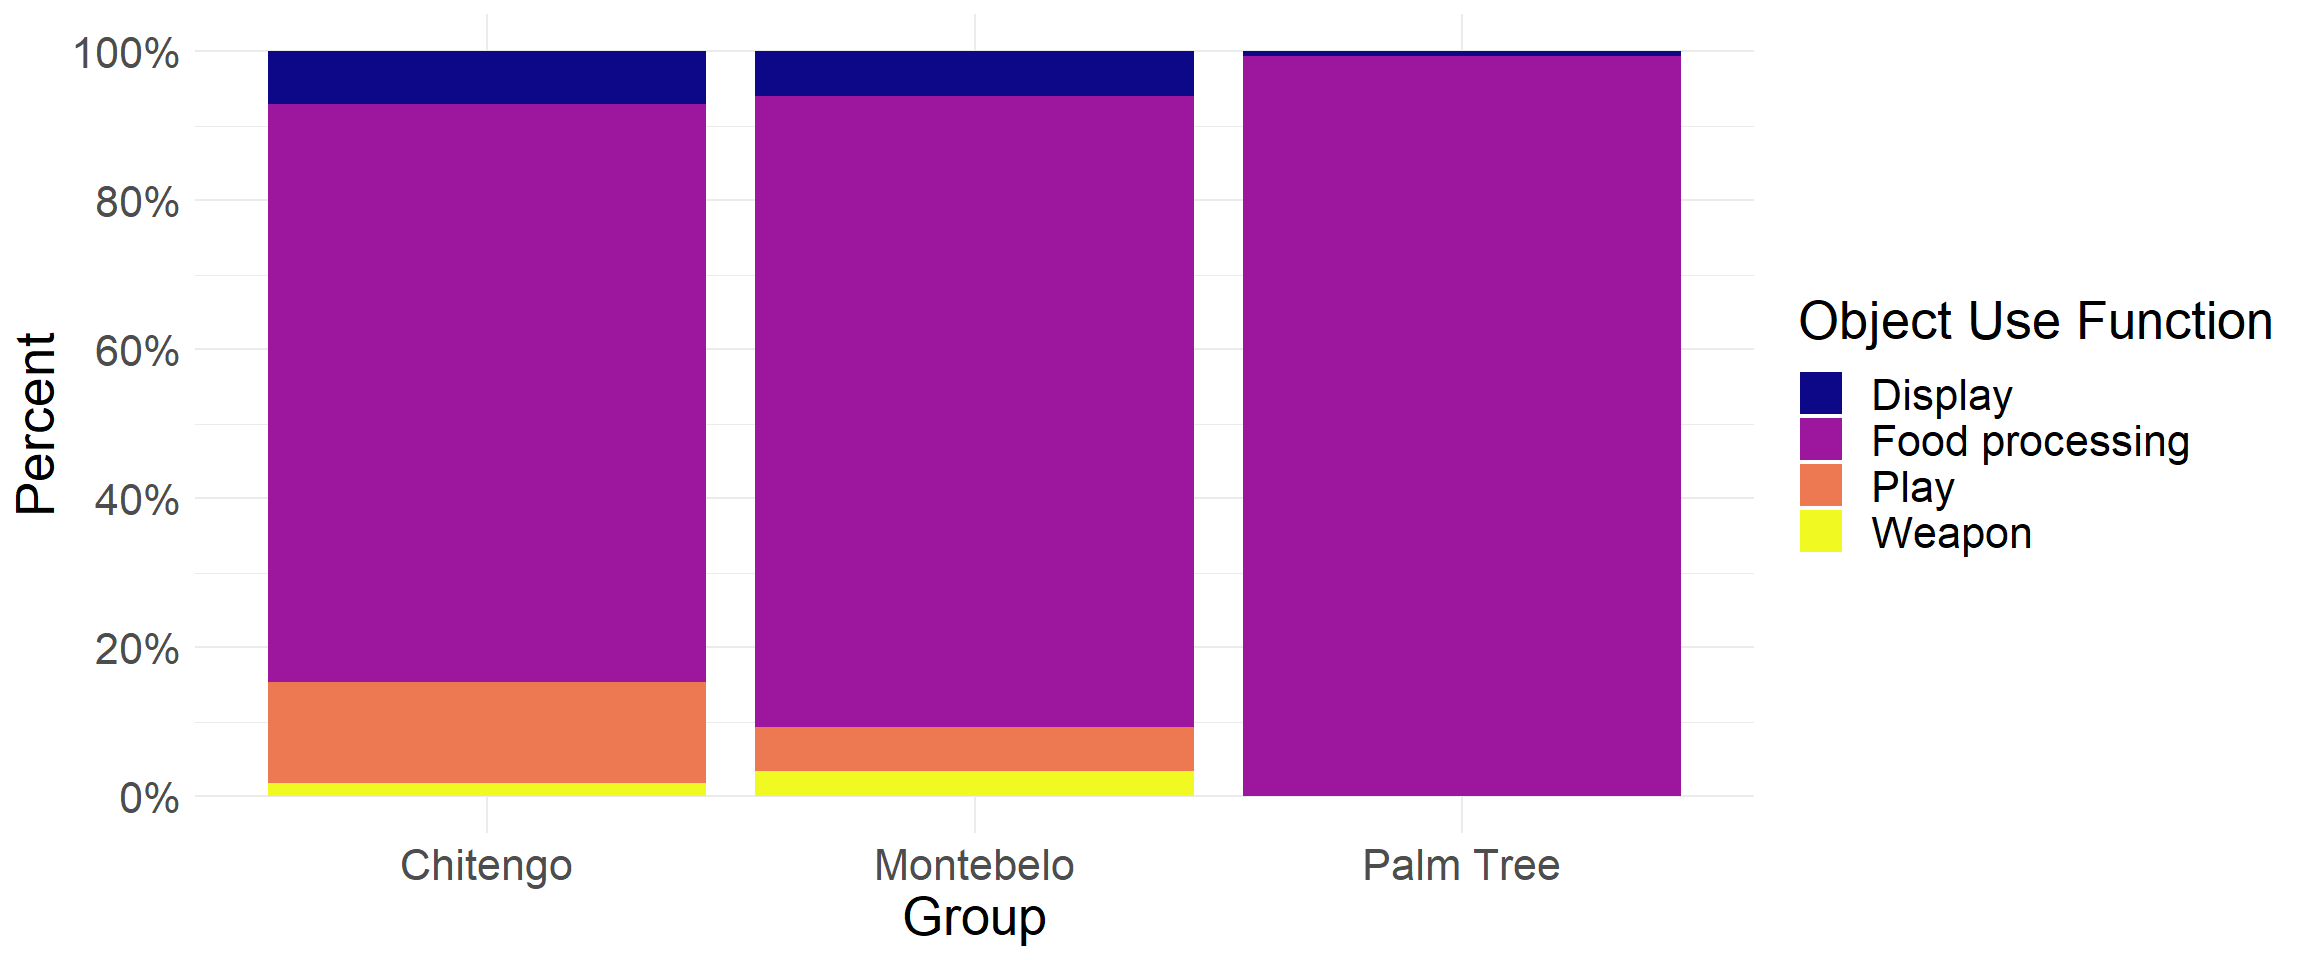 100%
80%
60%
40%
20%
0%
Percent
Chitengo
Montebelo
Palm Tree
Group
Object Use Function
Display
Food processing
Play
Weapon